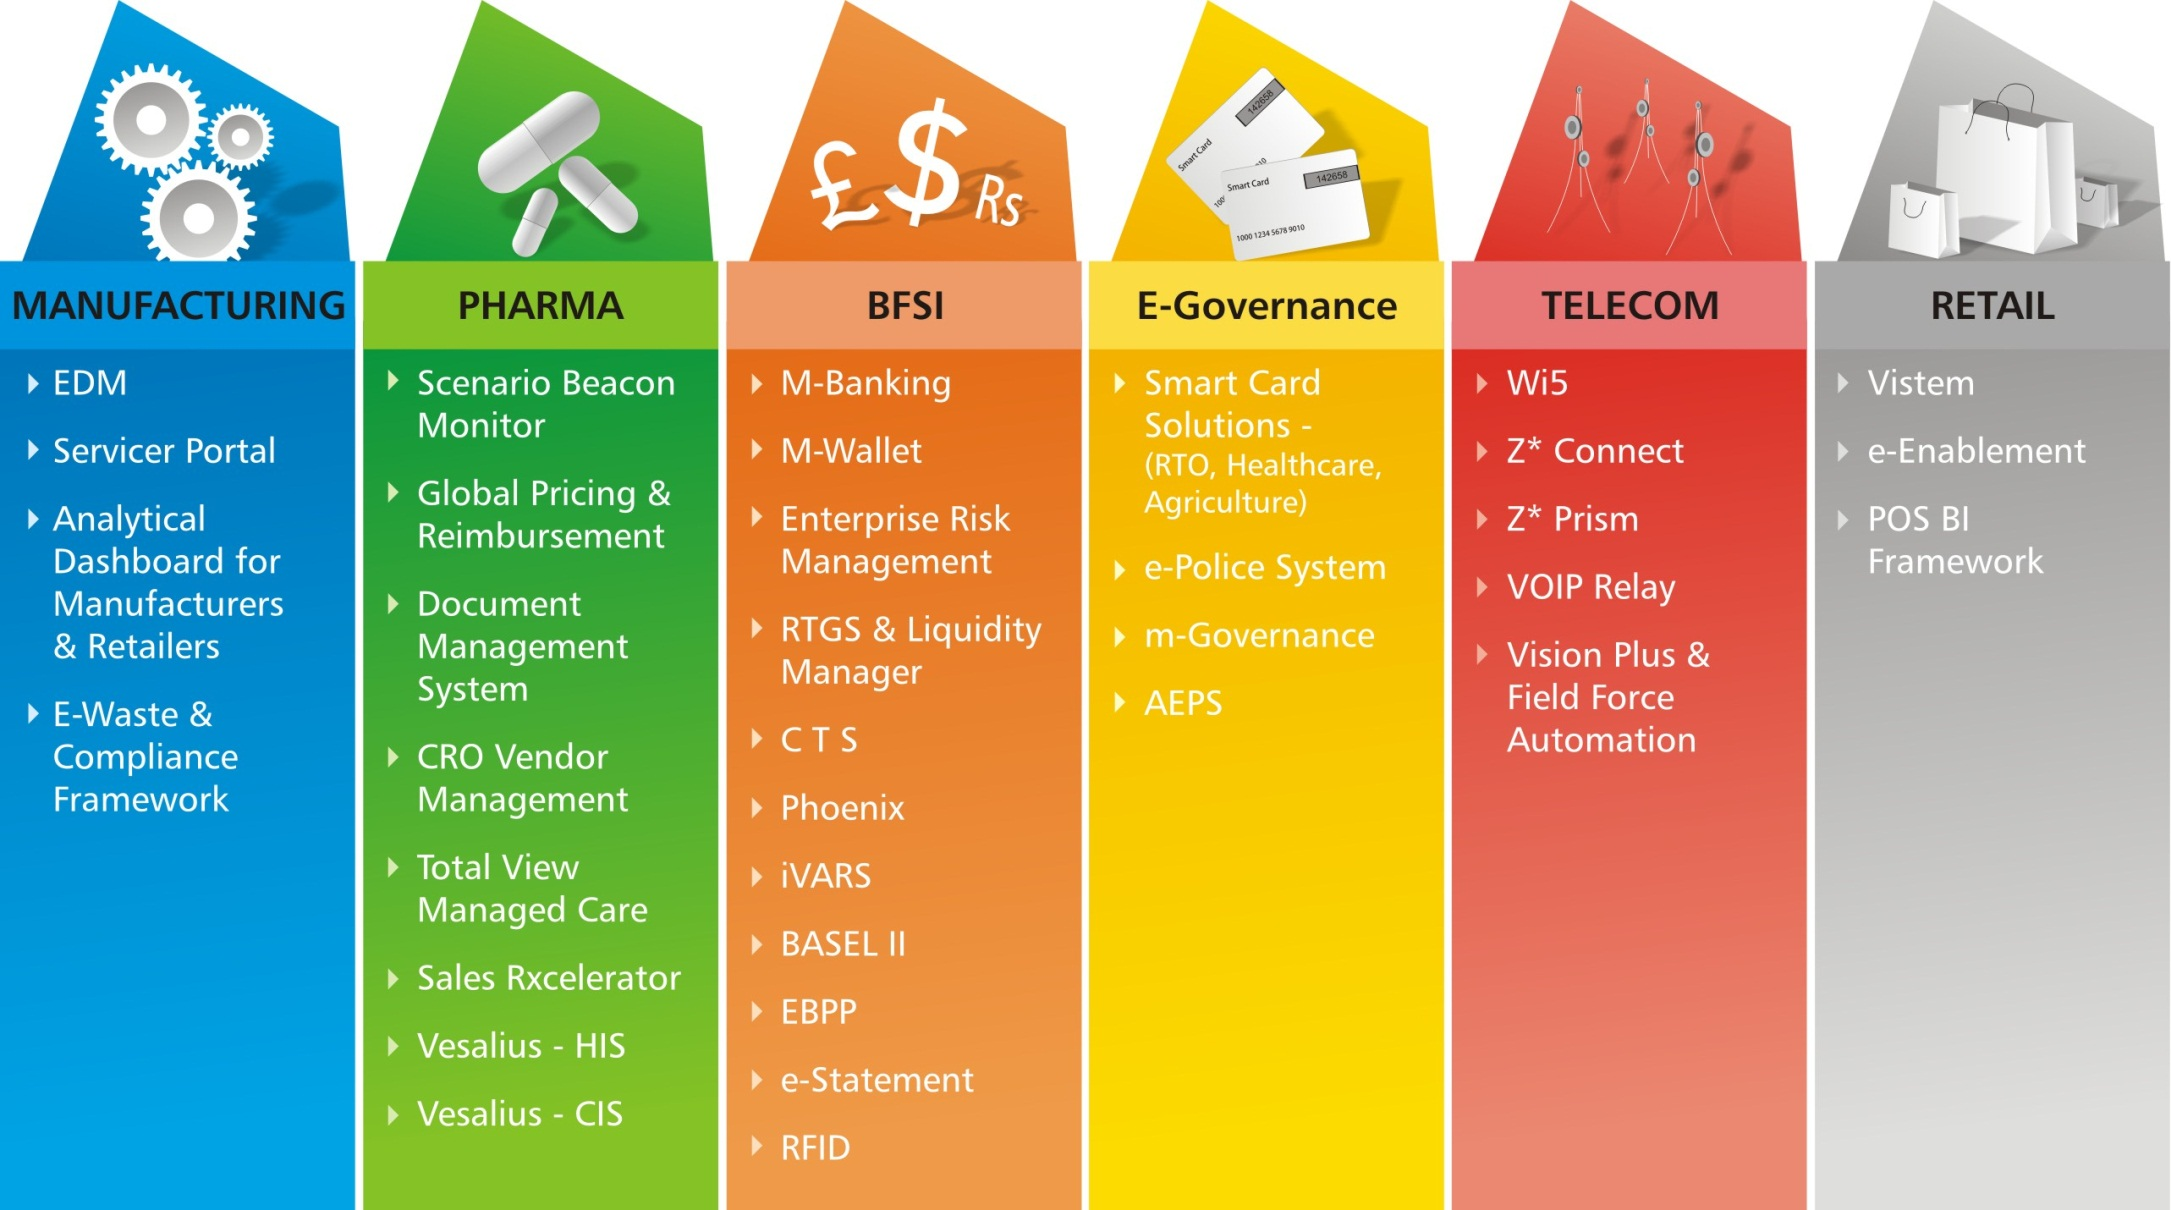 142658
Smart Card
Smart Card
142658
1000 1234 5678 9010
£
$
Rs
MANUFACTURING
EDM
Servicer Portal
Analytical
Dashboard for
Manufacturers
& Retailers
E-Waste &
Compliance
Framework
PHARMA
Scenario Beacon
Monitor
Global Pricing &
Reimbursement
Document
Management
System
CRO Vendor
Management
Total View
Managed Care
Sales Rxcelerator
Vesalius - HIS
Vesalius - CIS
BFSI
M-Banking
M-Wallet
Enterprise Risk
Management
RTGS & Liquidity
Manager
C T S
Phoenix
iVARS
BASEL II
EBPP
e-Statement
RFID
E-Governance
Smart Card
Solutions -
(RTO, Healthcare,
Agriculture)
e-Police System
m-Governance
AEPS
TELECOM
Wi5
Z* Connect
Z* Prism
VOIP Relay
Vision Plus &
Field Force
Automation
RETAIL
Vistem
e-Enablement
POS BI
Framework